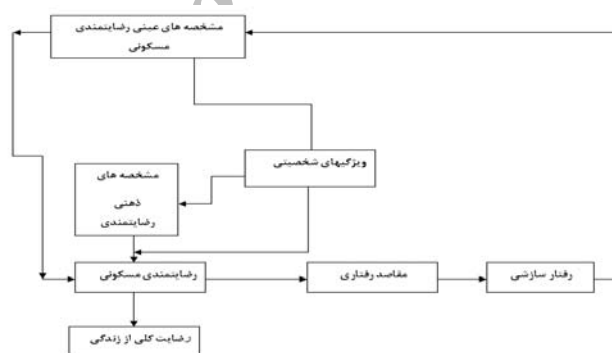 مشخصه های عینی رضایتمندی
مسکونی
ویژگیهای شخصیتی
مشخصه های
ذهنی
رضایتمندی
رضایتمندی مسکونی
مقاصد رفتاری
رفتار سازشی
رضایت کلی از زندگی